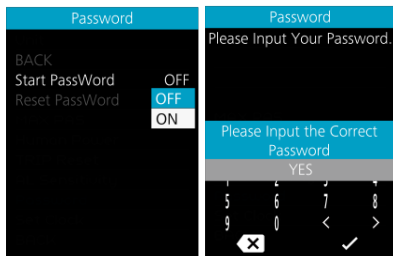 Password
BACK
Start PassWord OFF
Reset PassWord OFF
ON
Password
Please Input Your Password.
Please Input the Correct
Password
YES
5 6 7 8
9 0 < >